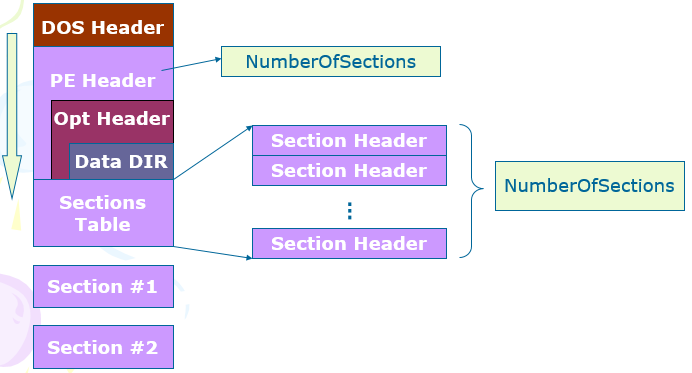 DOS Header
PE Header
NumberOfSections
Opt Header
Data DIR
Sections
Table
Section Header
Section Header
⋮
Section Header
NumberOfSections
Section #1
Section #2